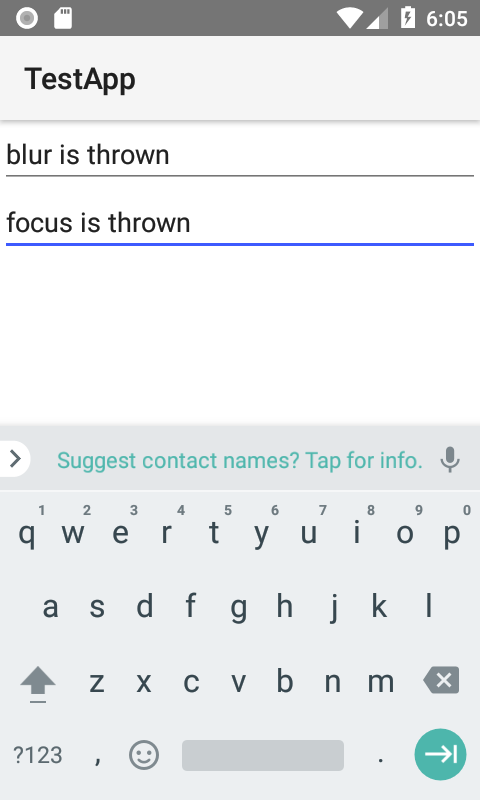 6:05
TestApp
blur is thrown
focus is thrown
Suggest contact names? Tap for info.
1 2 3 4 5 6 7 8 9 0
q w e r t y u i o p
a s d f g h j k l
z x c v b n m
?123 , .